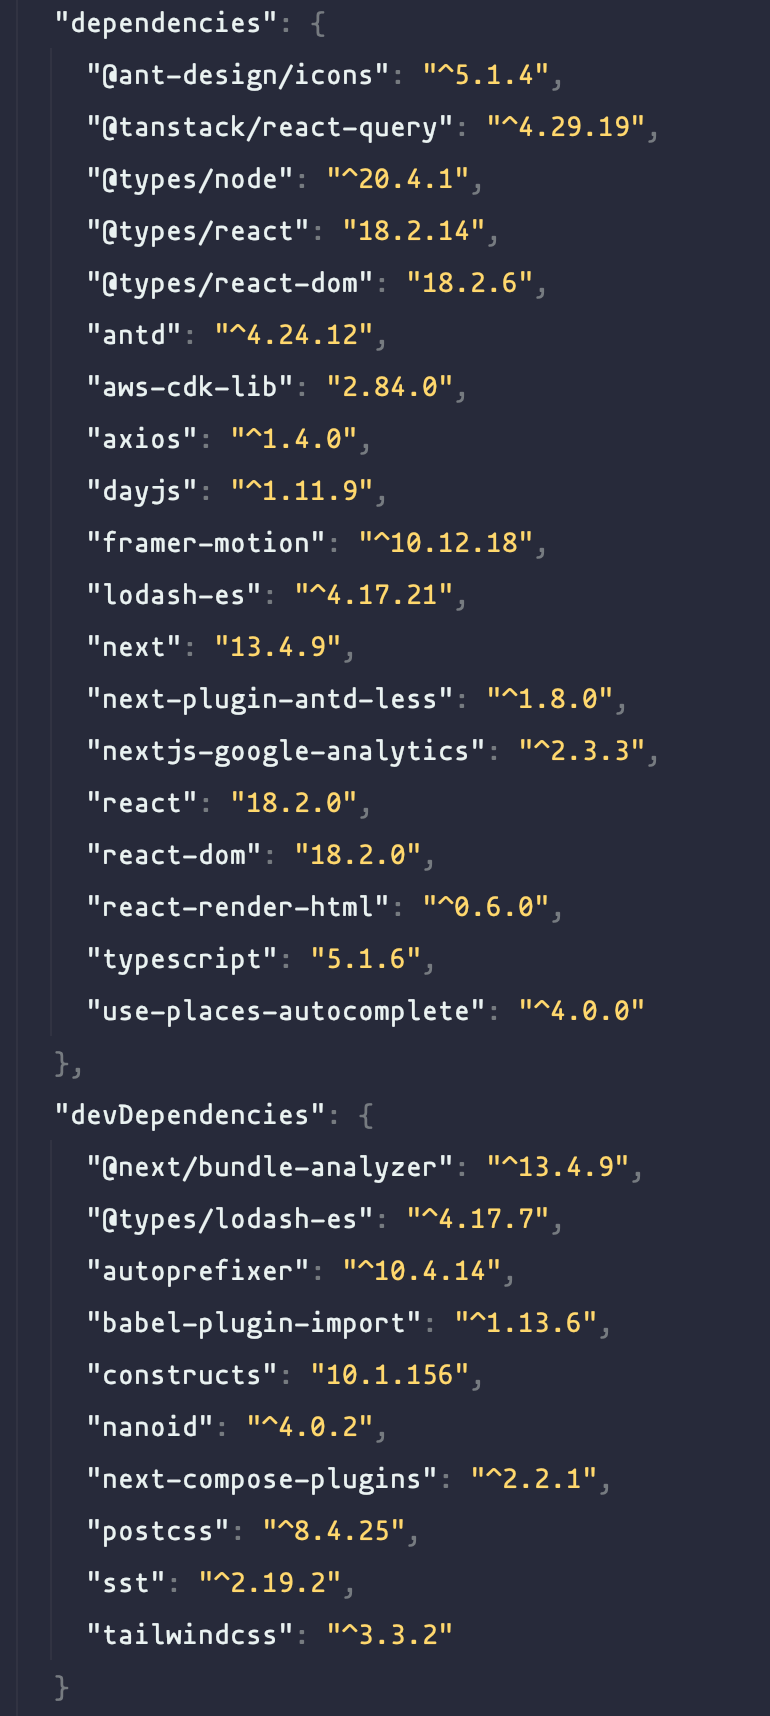 "dependencies": {
"@ant-design/icons": "^5.1.4",
"@tanstack/react-query": "^4.29.19",
"@types/node": "^20.4.1",
"@types/react": "18.2.14",
"@types/react-dom": "18.2.6",
"antd": "^4.24.12",
"aws-cdk-lib": "2.84.0",
"axios": "^1.4.0",
"dayjs": "^1.11.9",
"framer-motion": "^10.12.18",
"lodash-es": "^4.17.21",
"next": "13.4.9",
"next-plugin-antd-less": "^1.8.0",
"nextjs-google-analytics": "^2.3.3",
"react": "18.2.0",
"react-dom": "18.2.0",
"react-render-html": "^0.6.0",
"typescript": "5.1.6",
"use-places-autocomplete": "^4.0.0"
},
"devDependencies": {
"@next/bundle-analyzer": "^13.4.9",
"@types/lodash-es": "^4.17.7",
"autoprefixer": "^10.4.14",
"babel-plugin-import": "^1.13.6",
"constructs": "10.1.156",
"nanoid": "^4.0.2",
"next-compose-plugins": "^2.2.1",
"postcss": "^8.4.25",
"sst": "^2.19.2",
"tailwindcss": "^3.3.2"
}